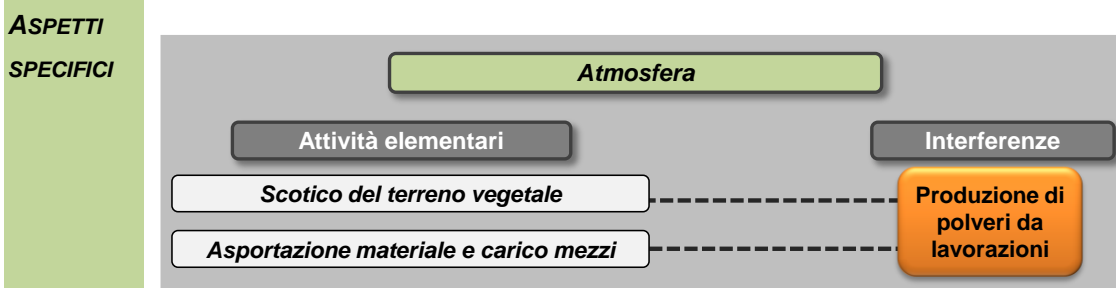 ASPETTI
SPECIFICI
Atmosfera
Attività elementari
Interferenze
Scotico del terreno vegetale
Asportazione materiale e carico mezzi
Produzione di
polveri da
lavorazioni